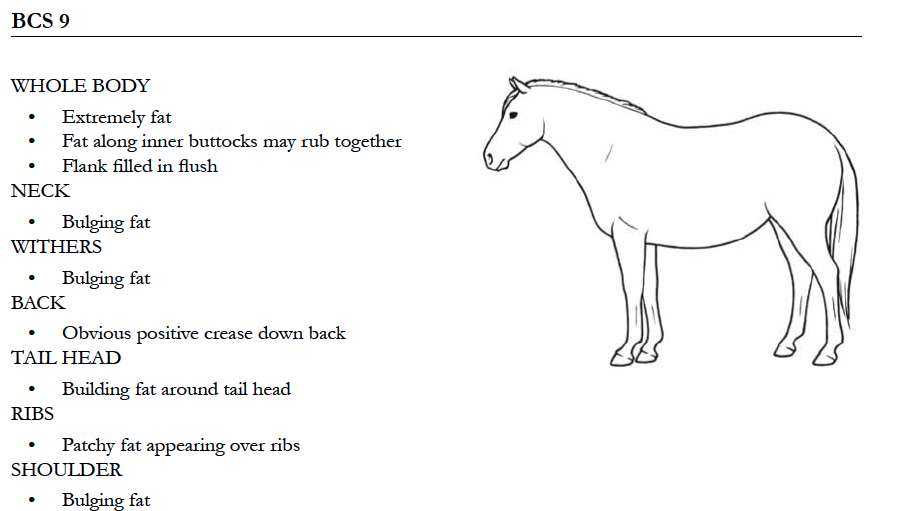 BCS 9
WHOLE BODY
• Extremely fat
• Fat along inner buttocks may rub together
• Flank filled in flush
NECK
• Bulging fat
WITHERS
• Bulging fat
BACK
• Obvious positive crease down back
TAIL HEAD
• Building fat around tail head
RIBS
• Patchy fat appearing over ribs
SHOULDER
• Bulging fat